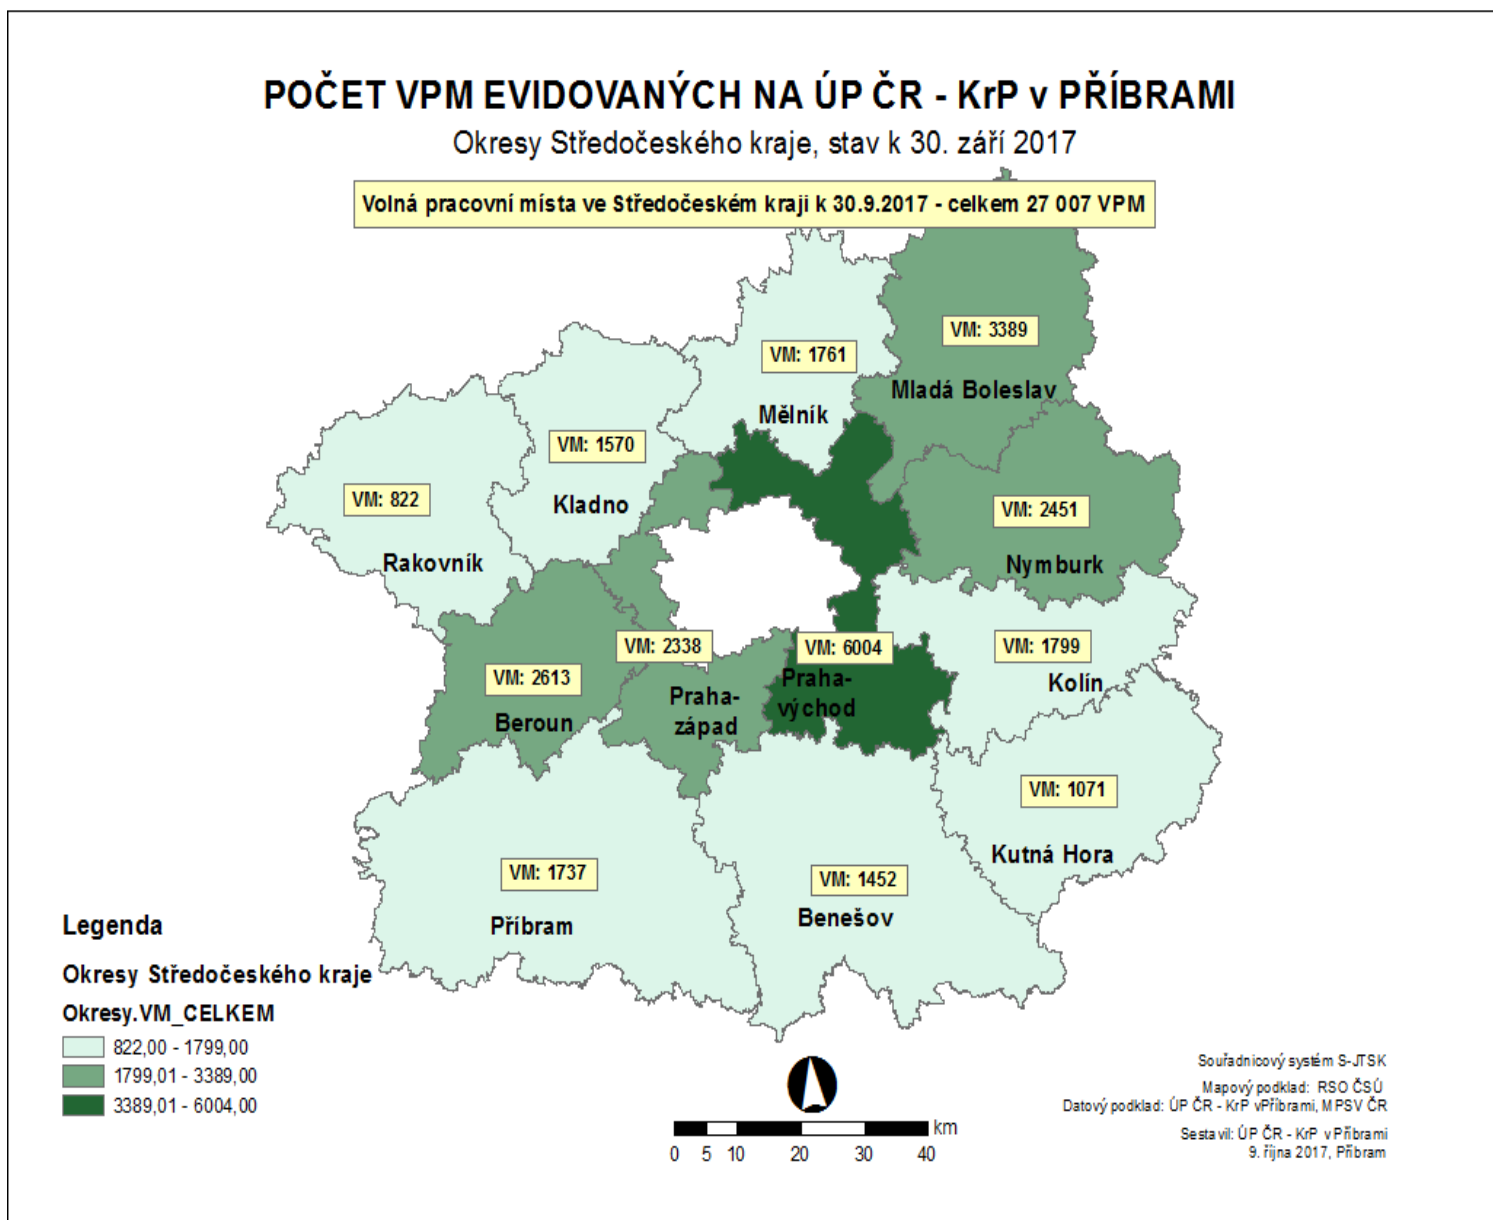 POČET VPM EVIDOVANÝCH NA ÚP ČR - KrP v PŘÍBRAMI
Okresy Středočeského kraje, stav k 30. září 2017
Volná pracovní místa ve Středočeském kraji k 30.9.2017 - celkem 27 007 VPM
VM: 3389
Mladá Boleslav
VM: 1761
Mělník
VM: 1570
Kladno
VM: 822
Rakovník
VM: 2451
Nymburk
VM: 2338
Praha-
západ
VM: 6004
Praha-
východ
VM: 1799
Kolín
VM: 2613
Beroun
VM: 1071
Kutná Hora
VM: 1737
Příbram
VM: 1452
Benešov
Legenda
Okresy Středočeského kraje
Okresy.VM_CELKEM
822,00 - 1799,00
1799,01 - 3389,00
3389,01 - 6004,00
km
0 5 10 20 30 40
Souřadnicový systém S-JTSK
Mapový podklad: RSO ČSÚ
Datový podklad: ÚP ČR - KrP vPříbrami, MPSV ČR
Sestavil: ÚP ČR - KrP v Příbrami
9. října 2017, Příbram